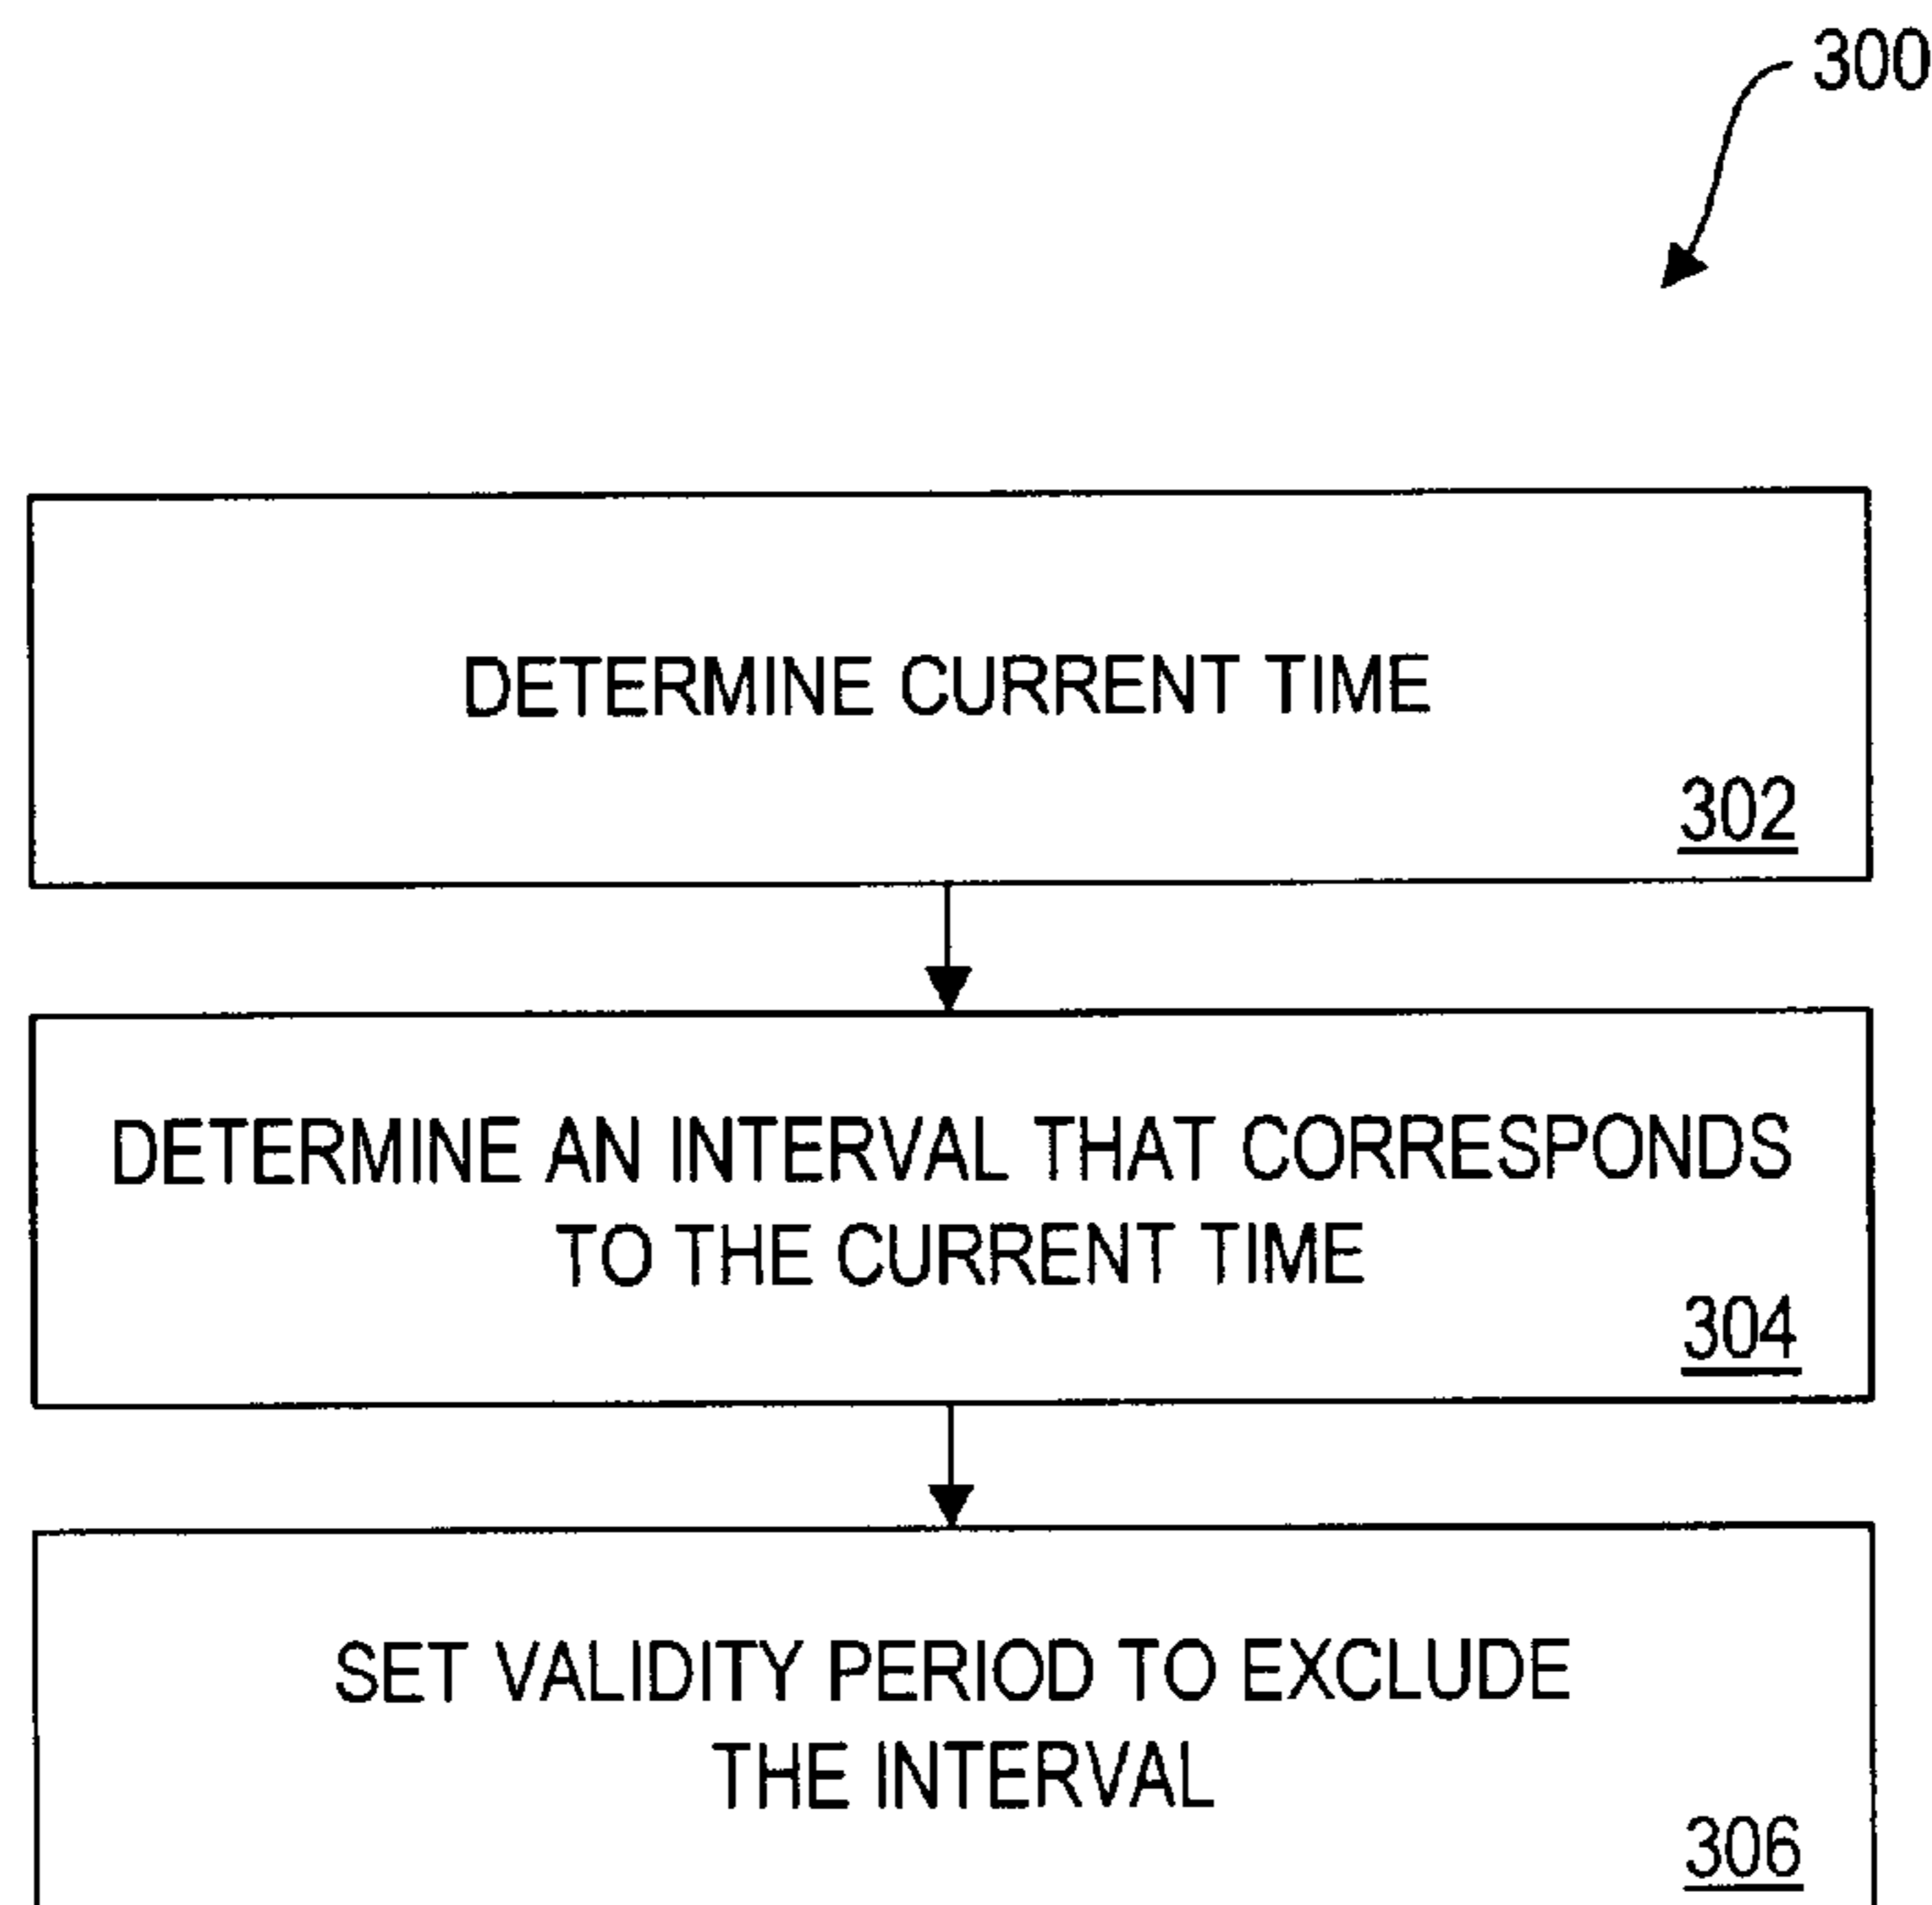 300
DETERMINE CURRENT TIME
302
DETERMINE AN INTERVAL THAT CORRESPONDS
TO THE CURRENT TIME
304
SET VALIDITY PERIOD TO EXCLUDE
THE INTERVAL
306